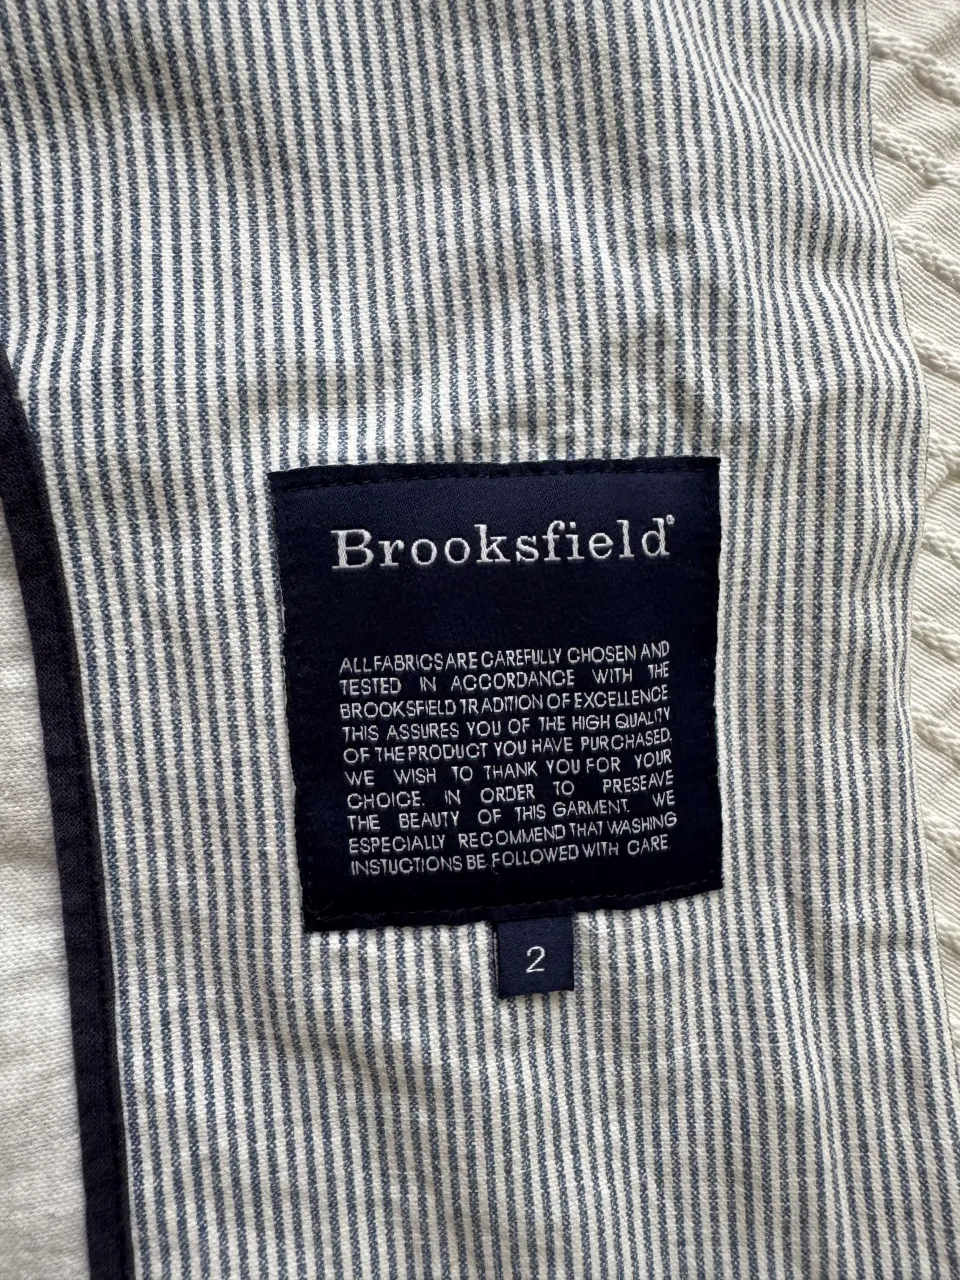 Brooksfield®
ALL FABRICS ARE CAREFULLY CHOSEN AND
TESTED IN ACCORDANCE WITH THE
BROOKSFIELD TRADITION OF EXCELLENCE
THIS ASSURES YOU OF THE HIGH QUALITY
OF THE PRODUCT YOU HAVE PURCHASED.
WE WISH TO THANK YOU FOR YOUR
CHOICE. IN ORDER TO PRESEAVE
THE BEAUTY OF THIS GARMENT. WE
ESPECIALLY RECOMMEND THAT WASHING
INSTUCTIONS BE FOLLOWED WITH CARE
2